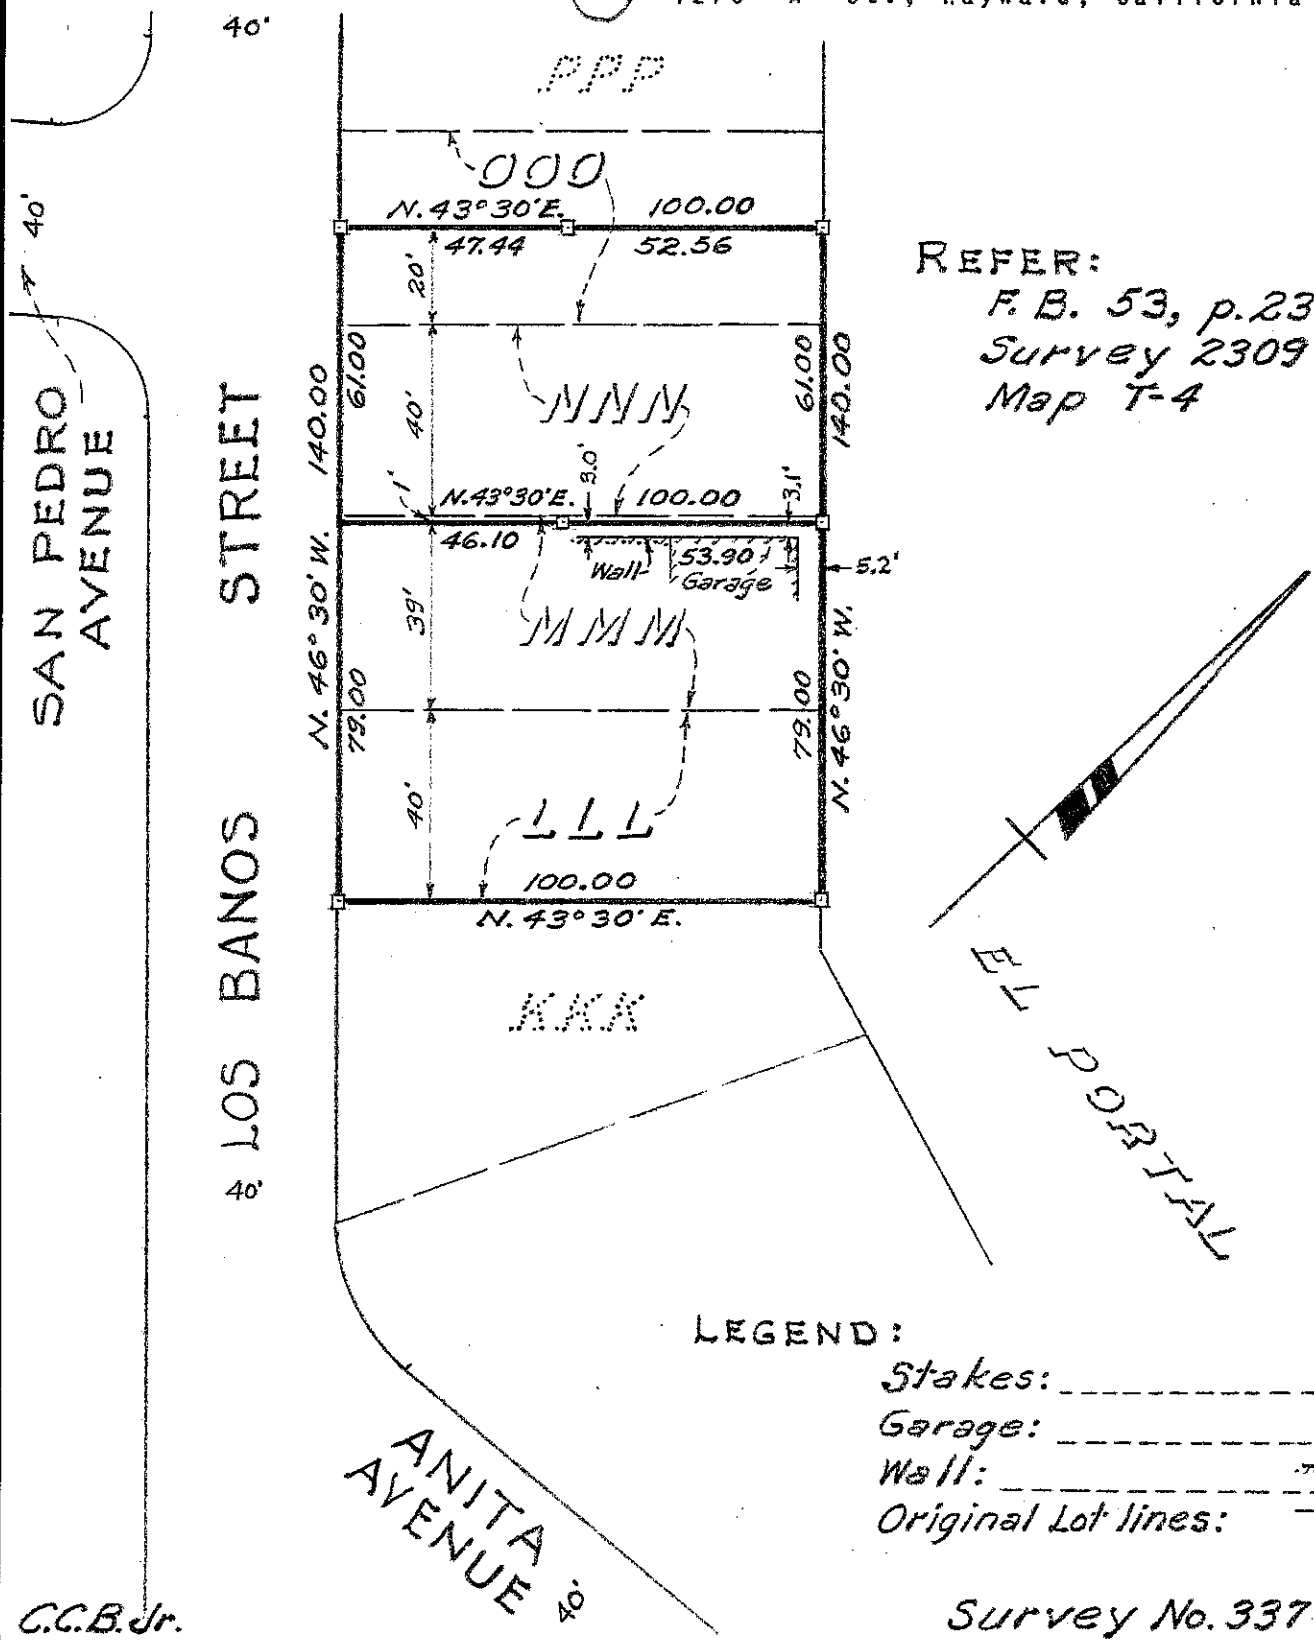 40'
PPP
OOO
N. 43° 30' E. 100.00
47.44 52.56
20'
40'
SAN PEDRO
AVENUE
LOS BANOS STREET
REFER:
F. B. 53, p. 23
Survey 2309
Map T-4
140.00
61.00
61.00
140.00
40'
NNN
3.0'
3.1'
1'
N. 43° 30' E. 100.00
46.10
53.90
Wall
Garage
5.2'
N. 46° 30' W.
39'
MMM
N. 46° 30' W.
79.00
79.00
40'
LLL
100.00
N. 43° 30' E.
KKK
EL PORTAL
40'
LEGEND:
Stakes:
Garage:
Wall:
Original Lot lines:
ANITA
AVENUE 40'
C.C.B. Jr.
Survey No. 337